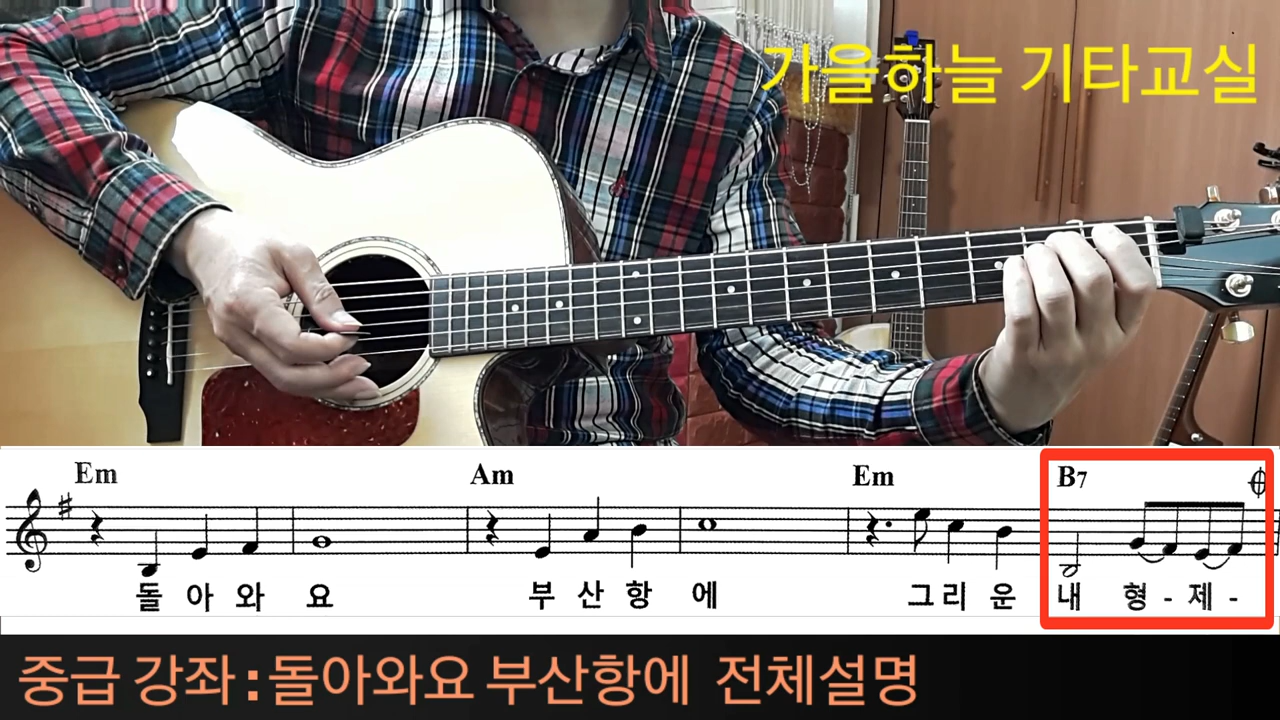 가을하늘 기타교실
Em Am Em B7
돌 아 와 요 부 산 항 에 그 리 운 내 형 - 제 -
중급 강좌 : 돌아와요 부산항에 전체설명